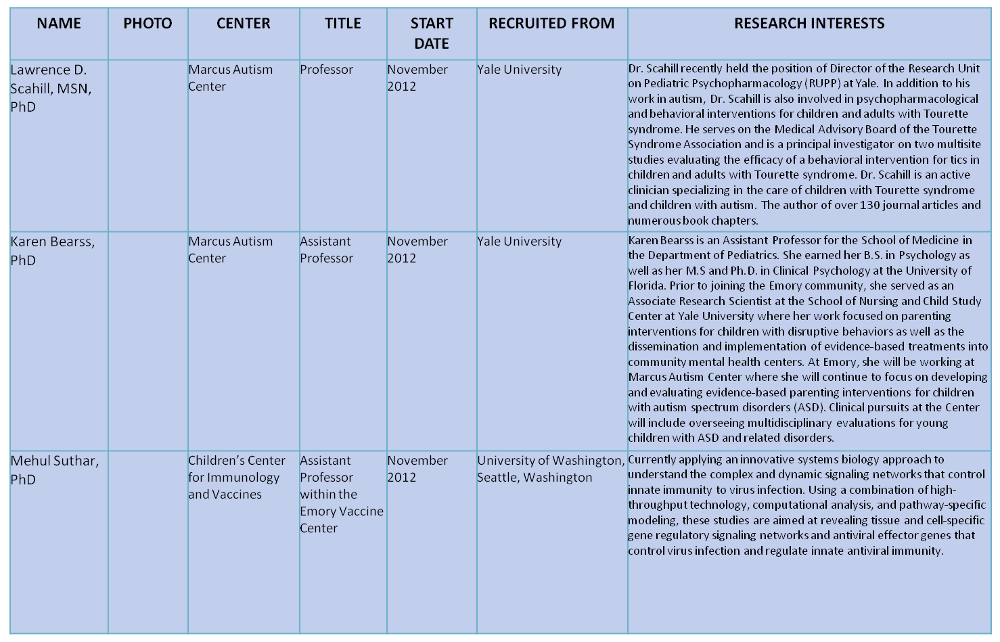 NAME
PHOTO
CENTER
TITLE
START
DATE
RECRUITED FROM
RESEARCH INTERESTS
Lawrence D.
Scahill, MSN,
PhD
Marcus Autism
Center
Professor
November
2012
Yale University
Dr. Scahill recently held the position of Director of the Research Unit
on Pediatric Psychopharmacology (RUPP) at Yale. In addition to his
work in autism, Dr. Scahill is also involved in psychopharmacological
and behavioral interventions for children and adults with Tourette
syndrome. He serves on the Medical Advisory Board of the Tourette
Syndrome Association and is a principal investigator on two multisite
studies evaluating the efficacy of a behavioral intervention for tics in
children and adults with Tourette syndrome. Dr. Scahill is an active
clinician specializing in the care of children with Tourette syndrome
and children with autism. The author of over 130 journal articles and
numerous book chapters.
Karen Bearss,
PhD
Marcus Autism
Center
Assistant
Professor
November
2012
Yale University
Karen Bearss is an Assistant Professor for the School of Medicine in
the Department of Pediatrics. She earned her B.S. in Psychology as
well as her M.S and Ph.D. in Clinical Psychology at the University of
Florida. Prior to joining the Emory community, she served as an
Associate Research Scientist at the School of Nursing and Child Study
Center at Yale University where her work focused on parenting
interventions for children with disruptive behaviors as well as the
dissemination and implementation of evidence-based treatments into
community mental health centers. At Emory, she will be working at
Marcus Autism Center where she will continue to focus on developing
and evaluating evidence-based parenting interventions for children
with autism spectrum disorders (ASD). Clinical pursuits at the Center
will include overseeing multidisciplinary evaluations for young
children with ASD and related disorders.
Mehul Suthar,
PhD
Children's Center
for Immunology
and Vaccines
Assistant
Professor
within the
Emory Vaccine
Center
November
2012
University of Washington,
Seattle, Washington
Currently applying an innovative systems biology approach to
understand the complex and dynamic signaling networks that control
innate immunity to virus infection. Using a combination of high-
throughput technology, computational analysis, and pathway-specific
modeling, these studies are aimed at revealing tissue and cell-specific
gene regulatory signaling networks and antiviral effector genes that
control virus infection and regulate innate antiviral immunity.